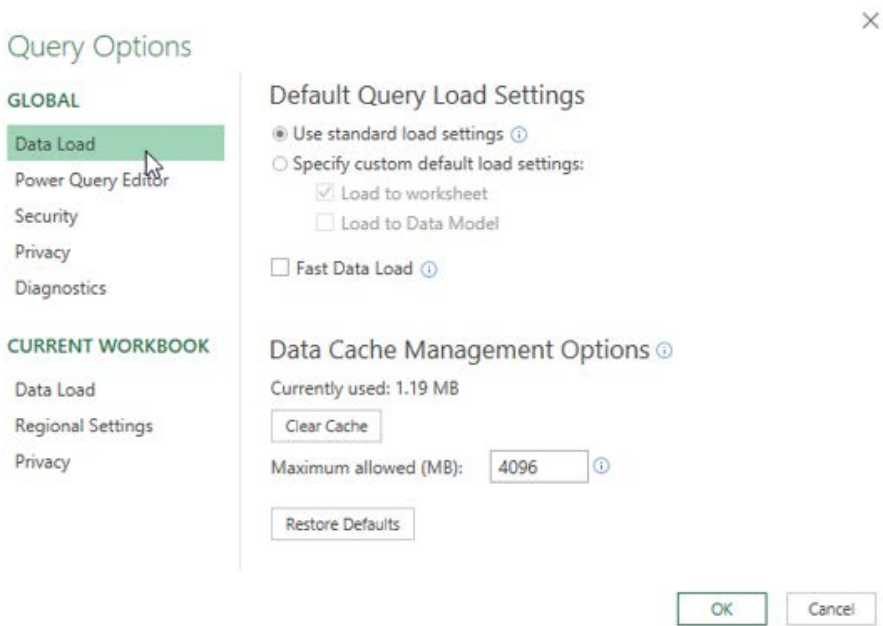 Query Options
GLOBAL
Data Load
Power Query Editor
Security
Privacy
Diagnostics
CURRENT WORKBOOK
Data Load
Regional Settings
Privacy
Default Query Load Settings
Use standard load settings
Specify custom default load settings:
Load to worksheet
Load to Data Model
Fast Data Load
Data Cache Management Options
Currently used: 1.19 MB
Clear Cache
Maximum allowed (MB): 4096
Restore Defaults
OK Cancel